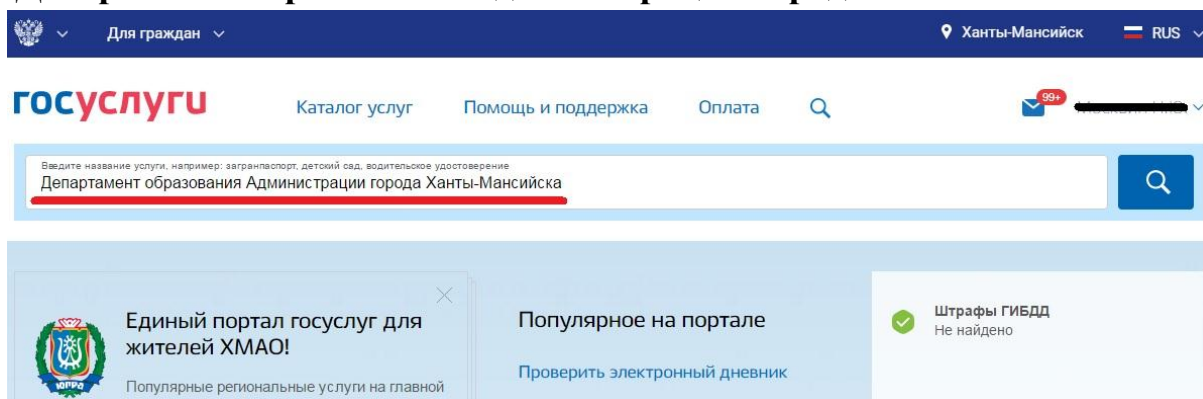 Для граждан
Ханты-Мансийск
RUS
госуслуги
Каталог услуг
Помощь и поддержка
Оплата
99+
Введите название услуги, например: загранпаспорт, детский сад, водительское удостоверение
Департамент образования Администрации города Ханты-Мансийска
Единый портал госуслуг для
жителей ХМАО!
Популярные региональные услуги на главной
ЮГРА
Популярное на портале
Проверить электронный дневник
Штрафы ГИБДД
Не найдено